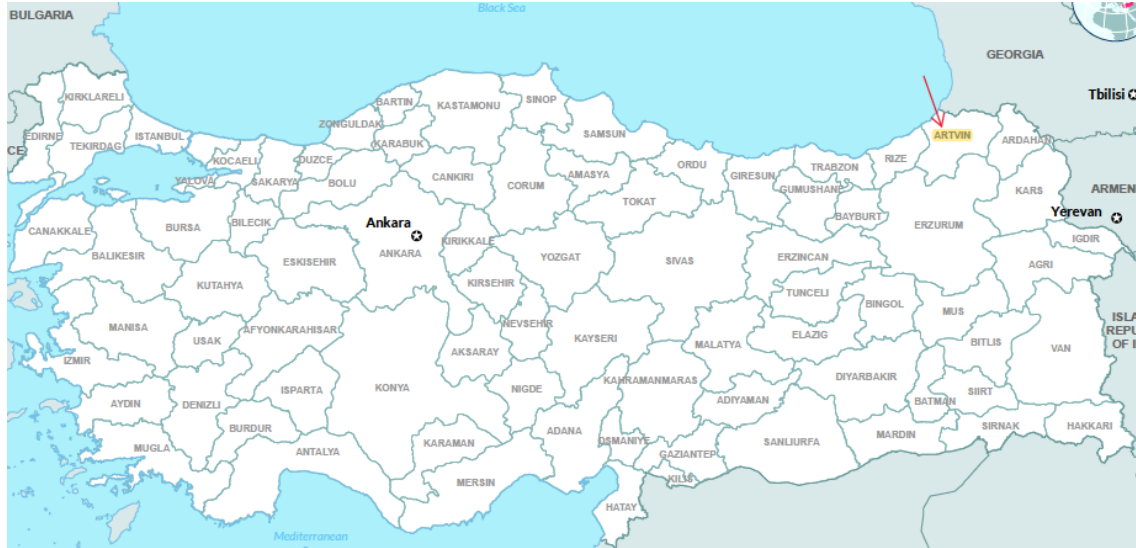 BULGARIA
Black Sea
GEORGIA
Tbilisi
KIRKLARELI
EDIRNE
TEKIRDAG
ISTANBUL
CE
KOCAELI
YALOVA
SAKARYA
DUZCE
ZONGULDAK
BARTIN
KARABUK
KASTAMONU
SINOP
SAMSUN
BOLU
CANKIRI
CORUM
AMASYA
ORDU
GIRESUN
TRABZON
GUMUSHANE
RIZE
ARTVIN
ARDAHAN
TOKAT
BAYBURT
KARS
ARMEN
Yerevan
IGDIR
CANAKKALE
BURSA
BILECIK
BALIKESIR
ESKISEHIR
Ankara
ANKARA
KIRIKKALE
YOZGAT
SIVAS
ERZINCAN
ERZURUM
AGRI
KUTAHYA
KIRSEHIR
TUNCELI
BINGOL
MUS
MANISA
USAK
AFYONKARAHISAR
NEVSEHIR
KAYSERI
MALATYA
ELAZIG
BITLIS
VAN
ISLA
REPU
OF I
IZMIR
AKSARAY
ISPARTA
KONYA
NIGDE
KAHRAMANMARAS
DIYARBAKIR
BATMAN
SIIRT
AYDIN
DENIZLI
ADIYAMAN
BURDUR
KARAMAN
ADANA
OSMANIYE
SANLIURFA
MARDIN
SIRNAK
HAKKARI
MUGLA
ANTALYA
GAZIANTEP
KILIS
MERSIN
HATAY
Mediterranean